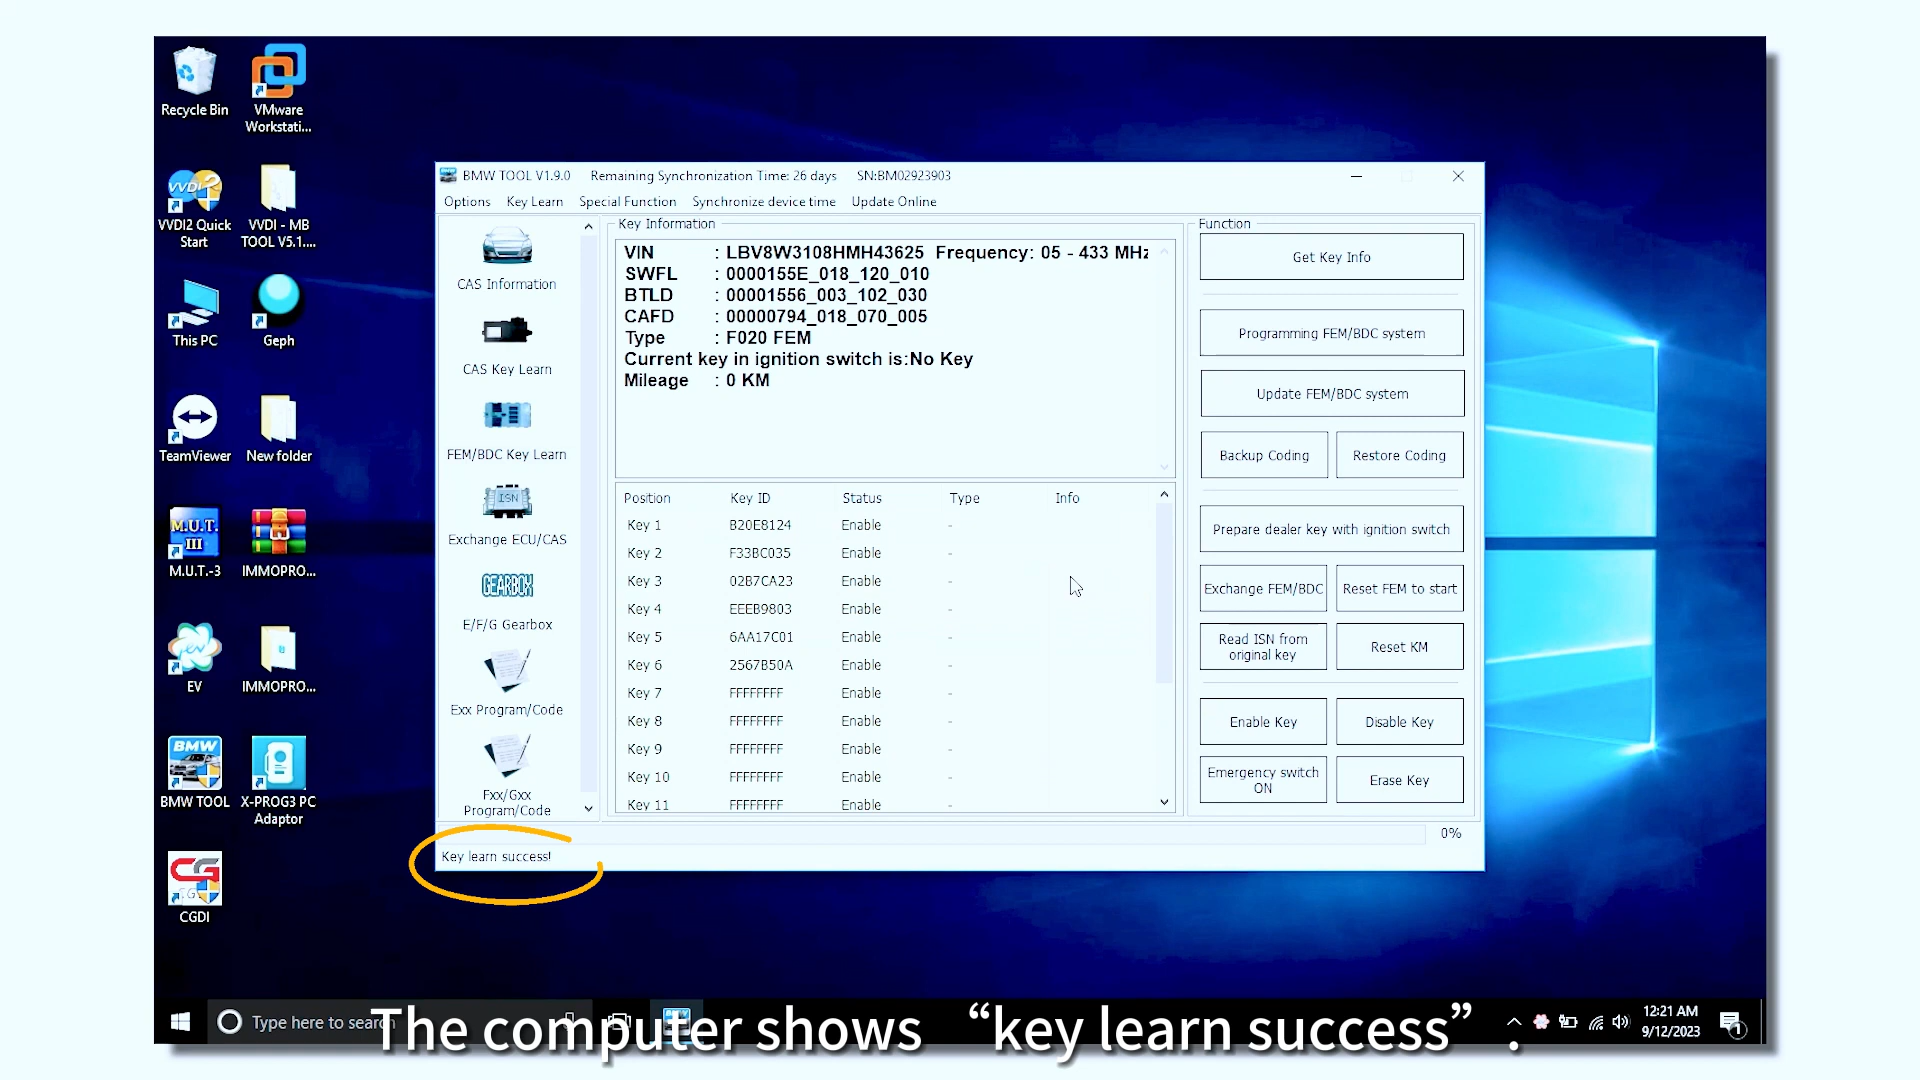 Recycle Bin
VMware
Workstati...
VVDI2 Quick
Start
VVDI - MB
TOOL V5.1....
This PC
Geph
TeamViewer
New folder
M.U.T.
III
M.U.T.-3
IMMOPRO...
EV
IMMOPRO...
BMW
BMW TOOL
X-PROG3 PC
Adaptor
CG
CGDI
BMW TOOL V1.9.0 Remaining Synchronization Time: 26 days SN:BM02923903
Options Key Learn Special Function Synchronize device time Update Online
CAS Information
CAS Key Learn
FEM/BDC Key Learn
ISN
Exchange ECU/CAS
GEARBOX
E/F/G Gearbox
Exx Program/Code
Fxx/Gxx
Program/Code
Key Information
VIN : LBV8W3108HMH43625 Frequency: 05 - 433 MHz
SWFL : 0000155E_018_120_010
BTLD : 00001556_003_102_030
CAFD : 00000794_018_070_005
Type : F020 FEM
Current key in ignition switch is:No Key
Mileage : 0 KM
Position Key ID Status Type Info
Key 1 B20E8124 Enable -
Key 2 F33BC035 Enable -
Key 3 02B7CA23 Enable -
Key 4 EEEB9803 Enable -
Key 5 6AA17C01 Enable -
Key 6 2567B50A Enable -
Key 7 FFFFFFFF Enable -
Key 8 FFFFFFFF Enable -
Key 9 FFFFFFFF Enable -
Key 10 FFFFFFFF Enable -
Key 11 FFFFFFFF Enable -
Function
Get Key Info
Programming FEM/BDC system
Update FEM/BDC system
Backup Coding
Restore Coding
Prepare dealer key with ignition switch
Exchange FEM/BDC
Reset FEM to start
Read ISN from
original key
Reset KM
Enable Key
Disable Key
Emergency switch
ON
Erase Key
0%
Key learn success!
Type here to search
The computer shows “key learn success” .
12:21 AM
9/12/2023